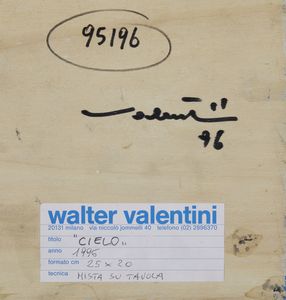 95196
Valentini
96
walter valentini
20131 milano via niccolò jommelli 40 telefono (02) 2896370
titolo "CIELO"
anno 1996
formato cm 25 x 20
tecnica MISTA SU TAVOLA